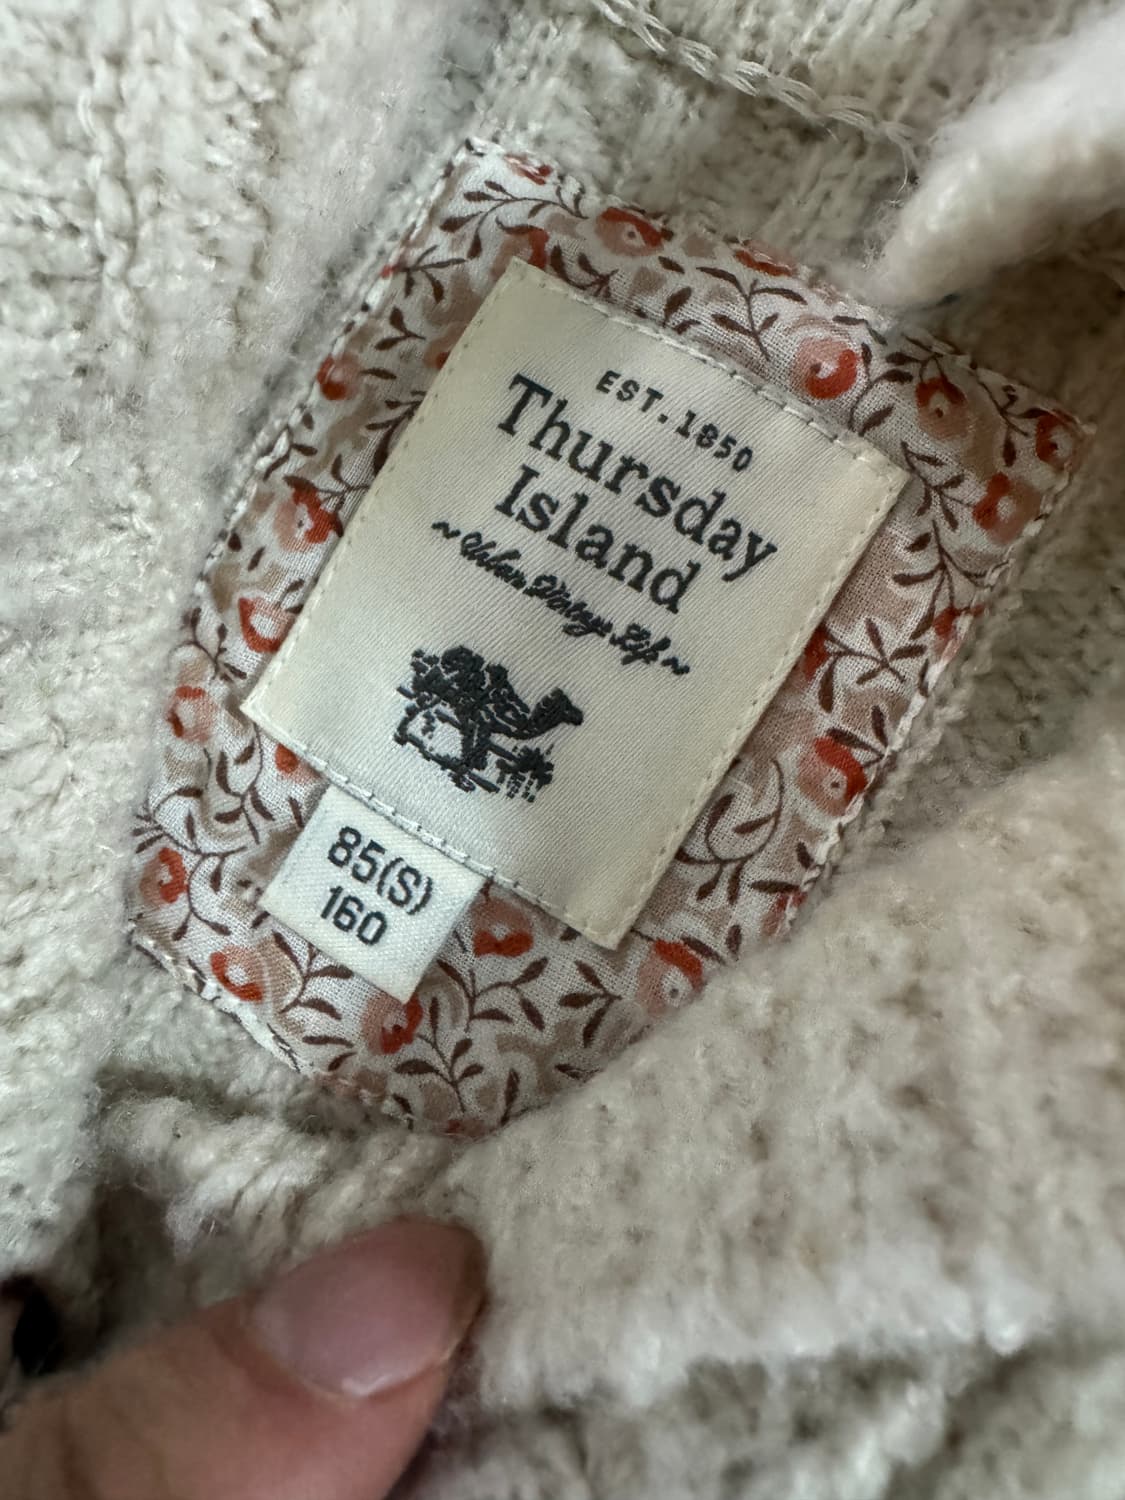 EST.1850
Thursday
Island
~Urban Vintage Life~
85(S)
160